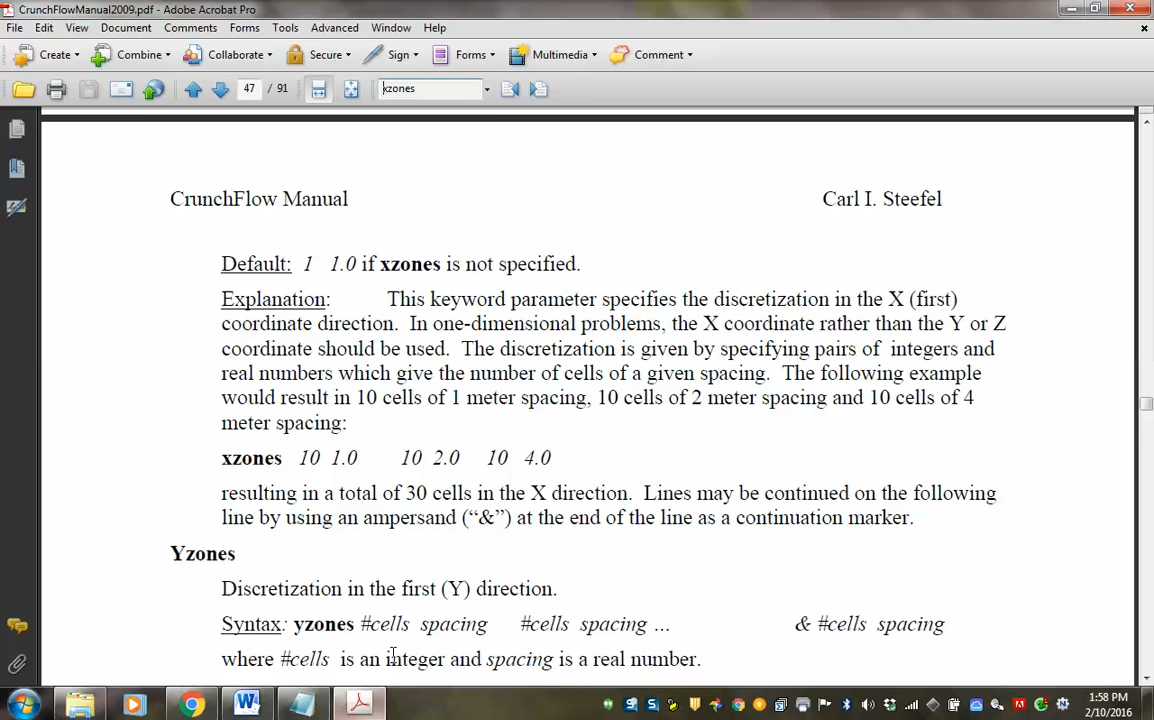 CrunchFlowManual2009.pdf - Adobe Acrobat Pro
File Edit View Document Comments Forms Tools Advanced Window Help
Create Combine Collaborate Secure Sign Forms Multimedia Comment
47 / 91 xzones
CrunchFlow Manual Carl I. Steefel
Default: 1 1.0 if xzones is not specified.
Explanation: This keyword parameter specifies the discretization in the X (first)
coordinate direction. In one-dimensional problems, the X coordinate rather than the Y or Z
coordinate should be used. The discretization is given by specifying pairs of integers and
real numbers which give the number of cells of a given spacing. The following example
would result in 10 cells of 1 meter spacing, 10 cells of 2 meter spacing and 10 cells of 4
meter spacing:
xzones 10 1.0 10 2.0 10 4.0
resulting in a total of 30 cells in the X direction. Lines may be continued on the following
line by using an ampersand (“&”) at the end of the line as a continuation marker.
Yzones
Discretization in the first (Y) direction.
Syntax: yzones #cells spacing #cells spacing ... & #cells spacing
where #cells is an integer and spacing is a real number.
1:58 PM
2/10/2016